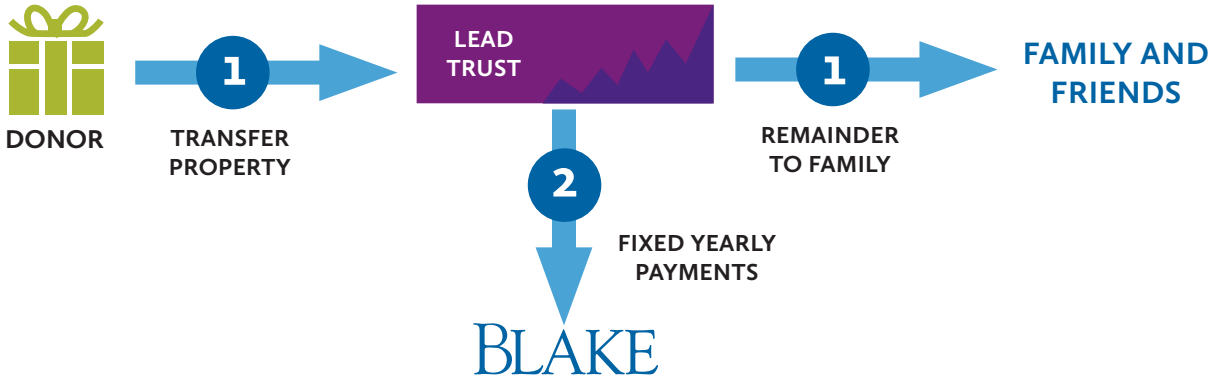 DONOR
1
TRANSFER
PROPERTY
LEAD
TRUST
1
REMAINDER
TO FAMILY
FAMILY AND
FRIENDS
2
FIXED YEARLY
PAYMENTS
BLAKE